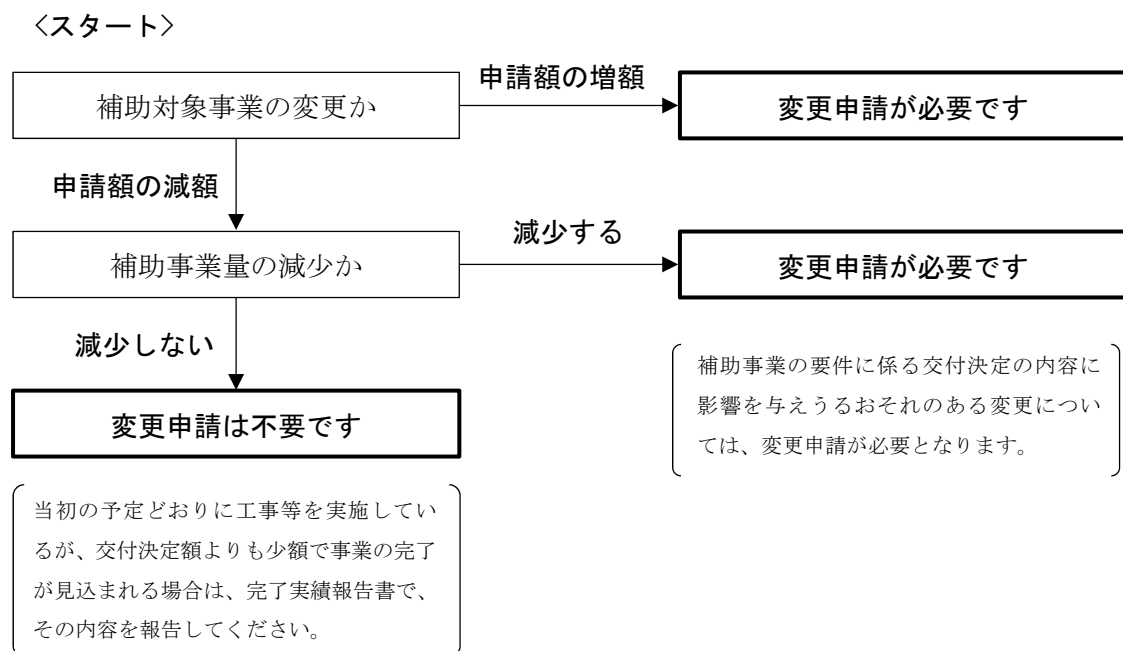 〈スタート〉
補助対象事業の変更か
申請額の増額
変更申請が必要です
申請額の減額
補助事業量の減少か
減少する
変更申請が必要です
減少しない
補助事業の要件に係る交付決定の内容に
影響を与えうるおそれのある変更につい
ては、変更申請が必要となります。
変更申請は不要です
当初の予定どおりに工事等を実施してい
るが、交付決定額よりも少額で事業の完了
が見込まれる場合は、完了実績報告書で、
その内容を報告してください。